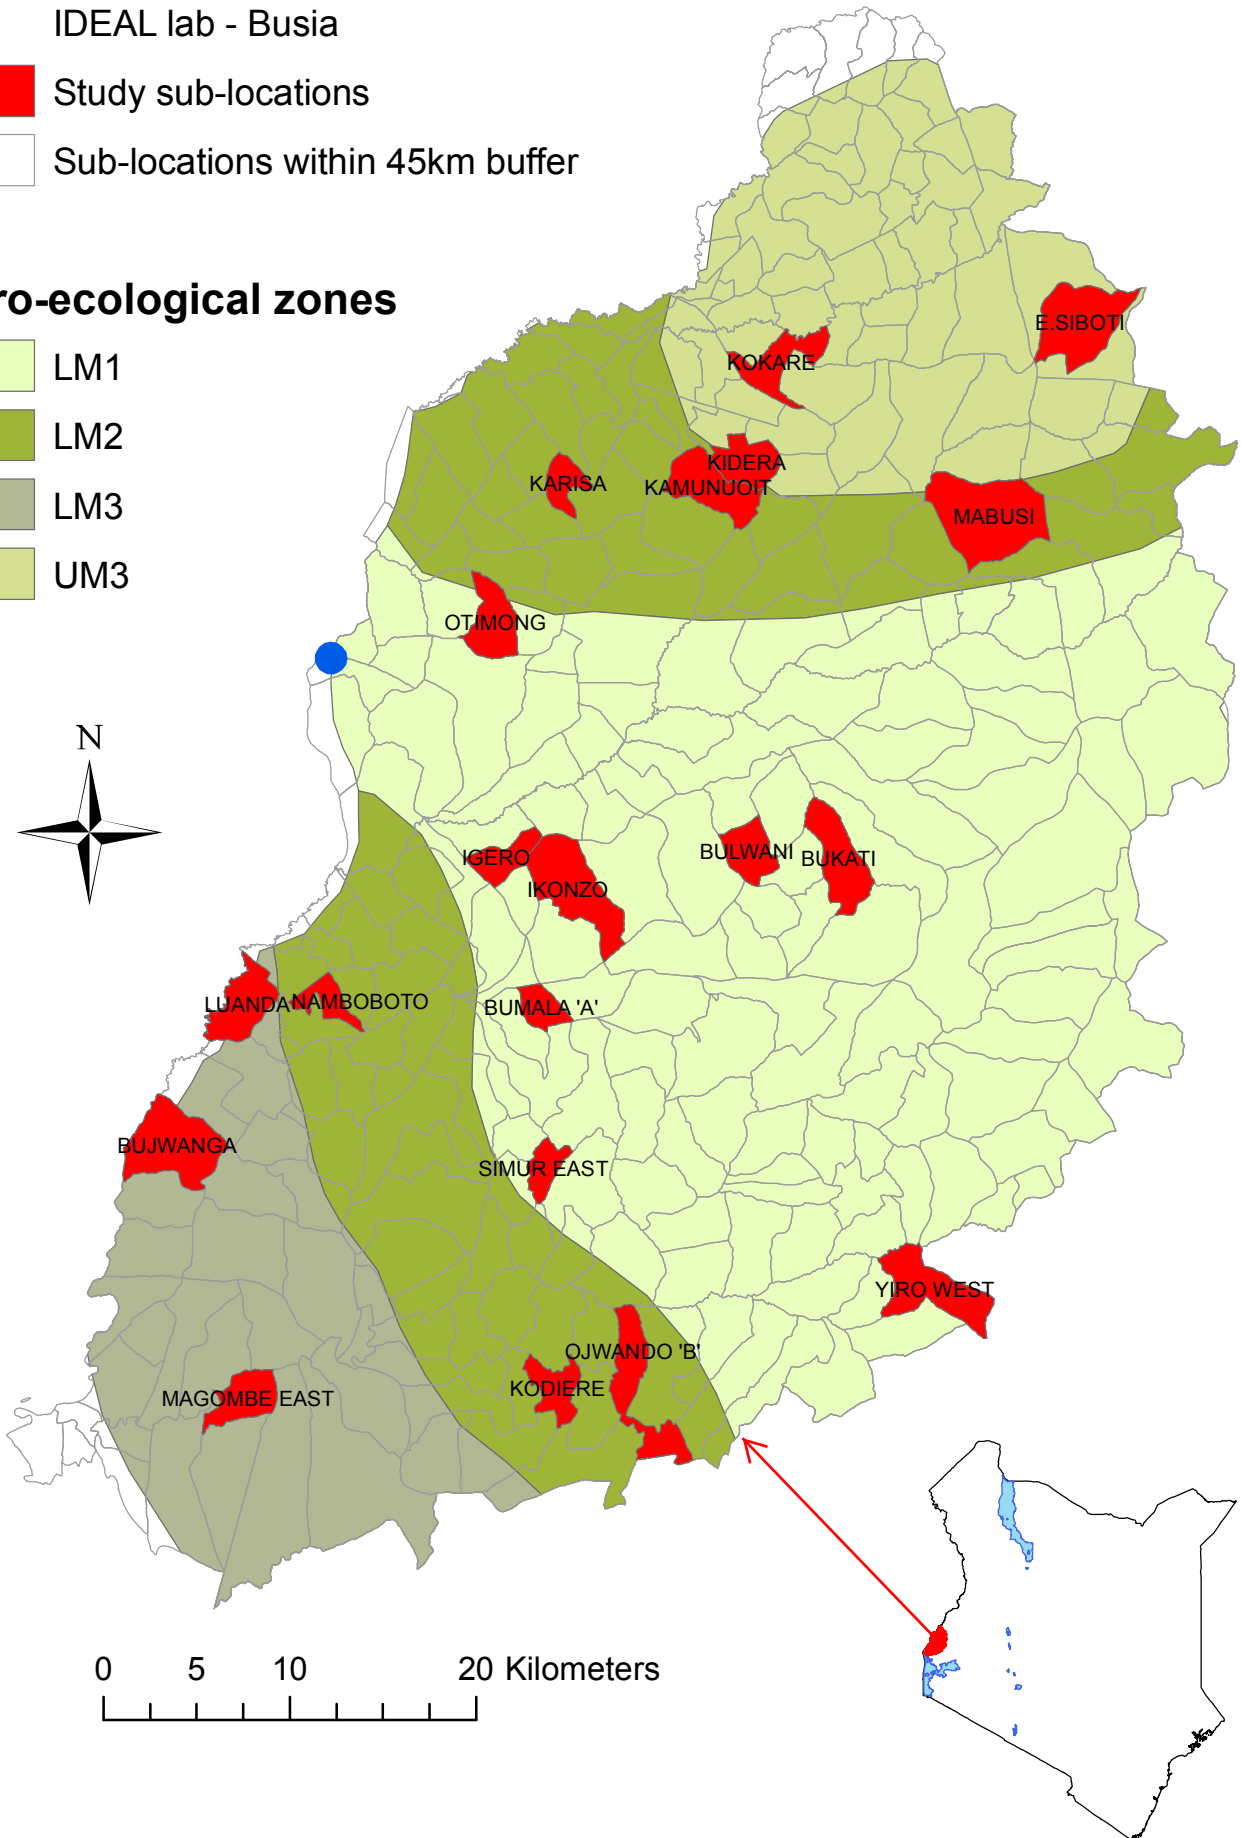 IDEAL lab - Busia
Study sub-locations
Sub-locations within 45km buffer
ro-ecological zones
LM1
LM2
LM3
UM3
E.SIBOTI
KOKARE
KIDERA
KARISA
KAMUNUOIT
MABUSI
OTIMONG
N
IGERO
BULWANI
BUKATI
IKONZO
LUANDA
NAMBOBOTO
BUMALA 'A'
BUJWANGA
SIMUR EAST
YIRO WEST
OJWANDO 'B'
KODIERE
MAGOMBE EAST
0 5 10 20 Kilometers